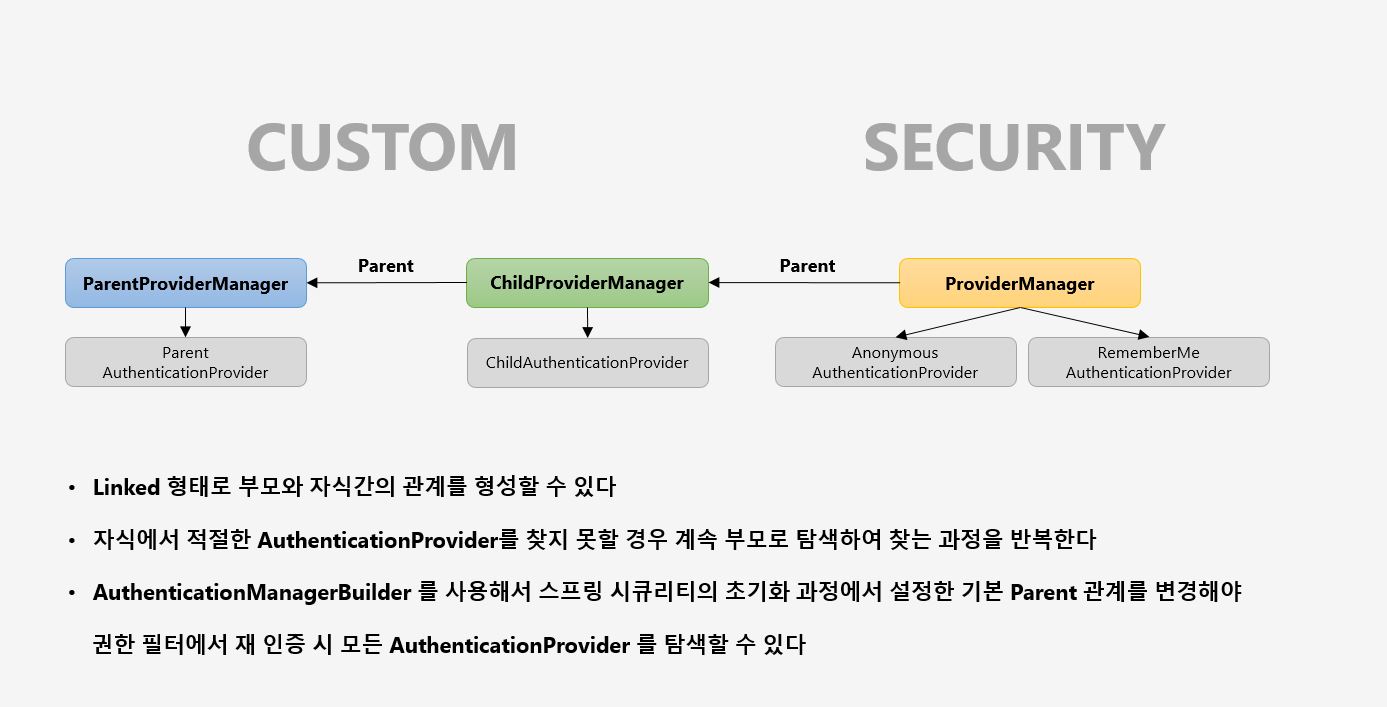 CUSTOM
SECURITY
Parent
Parent
ParentProviderManager
ChildProviderManager
ProviderManager
Parent
AuthenticationProvider
ChildAuthenticationProvider
Anonymous
AuthenticationProvider
RememberMe
AuthenticationProvider
• Linked 형태로 부모와 자식간의 관계를 형성할 수 있다
• 자식에서 적절한 AuthenticationProvider를 찾지 못할 경우 계속 부모로 탐색하여 찾는 과정을 반복한다
• AuthenticationManagerBuilder 를 사용해서 스프링 시큐리티의 초기화 과정에서 설정한 기본 Parent 관계를 변경해야
권한 필터에서 재 인증 시 모든 AuthenticationProvider 를 탐색할 수 있다